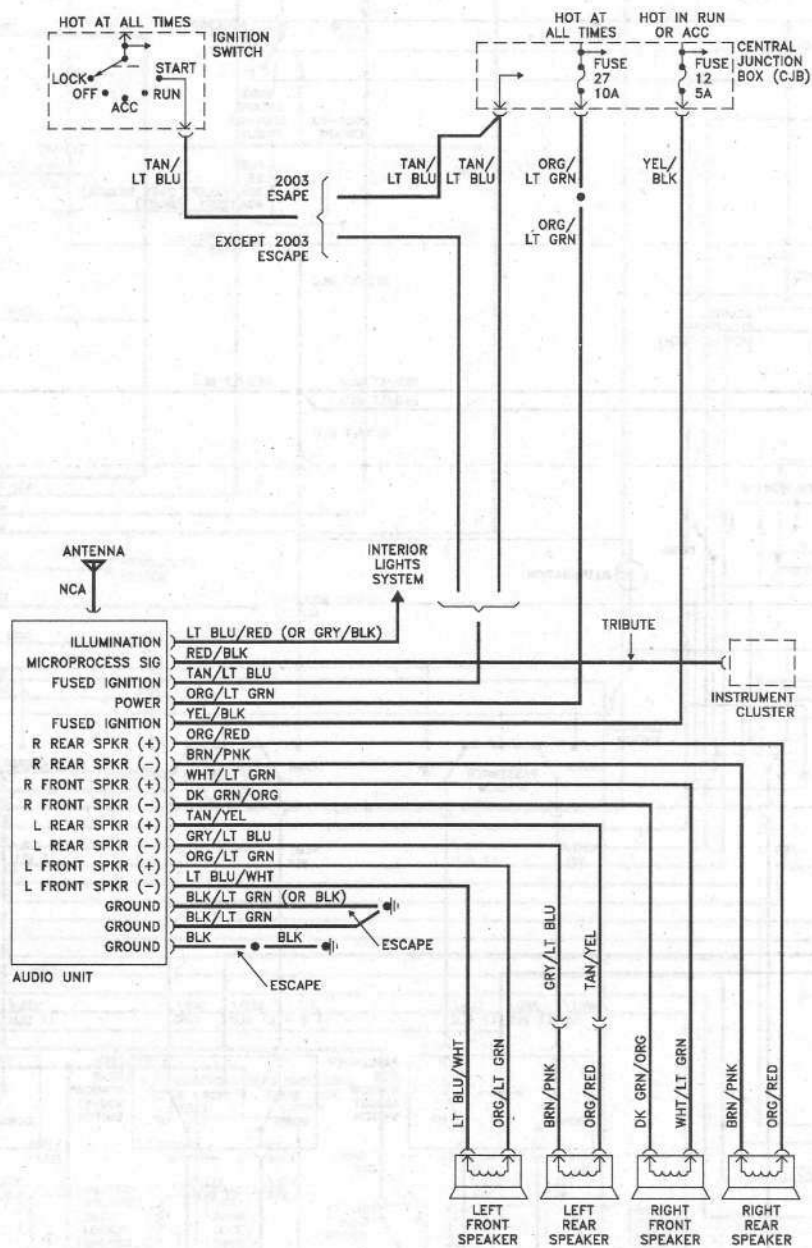 HOT AT ALL TIMES
IGNITION
SWITCH
LOCK
START
OFF
ACC
RUN
HOT AT
ALL TIMES
HOT IN RUN
OR ACC
FUSE
27
10A
FUSE
12
5A
CENTRAL
JUNCTION
BOX (CJB)
TAN/
LT BLU
2003
ESAPE
EXCEPT 2003
ESCAPE
TAN/
LT BLU
TAN/
LT BLU
ORG/
LT GRN
ORG/
LT GRN
YEL/
BLK
ANTENNA
NCA
INTERIOR
LIGHTS
SYSTEM
TRIBUTE
INSTRUMENT
CLUSTER
ILLUMINATION LT BLU/RED (OR GRY/BLK)
MICROPROCESS SIG RED/BLK
FUSED IGNITION TAN/LT BLU
POWER ORG/LT GRN
FUSED IGNITION YEL/BLK
R REAR SPKR (+) ORG/RED
R REAR SPKR (-) BRN/PNK
R FRONT SPKR (+) WHT/LT GRN
R FRONT SPKR (-) DK GRN/ORG
L REAR SPKR (+) TAN/YEL
L REAR SPKR (-) GRY/LT BLU
L FRONT SPKR (+) ORG/LT GRN
L FRONT SPKR (-) LT BLU/WHT
GROUND BLK/LT GRN (OR BLK)
GROUND BLK/LT GRN
ESCAPE
GROUND BLK BLK
ESCAPE
AUDIO UNIT
GRY/LT BLU
TAN/YEL
LT BLU/WHT
ORG/LT GRN
BRN/PNK
ORG/RED
DK GRN/ORG
WHT/LT GRN
BRN/PNK
ORG/RED
LEFT
FRONT
SPEAKER
LEFT
REAR
SPEAKER
RIGHT
FRONT
SPEAKER
RIGHT
REAR
SPEAKER